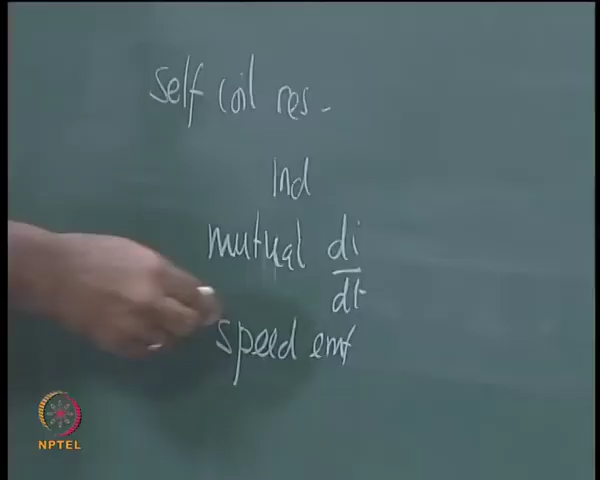 self coil res -
Ind
mutual di/dt
speed emf
NPTEL